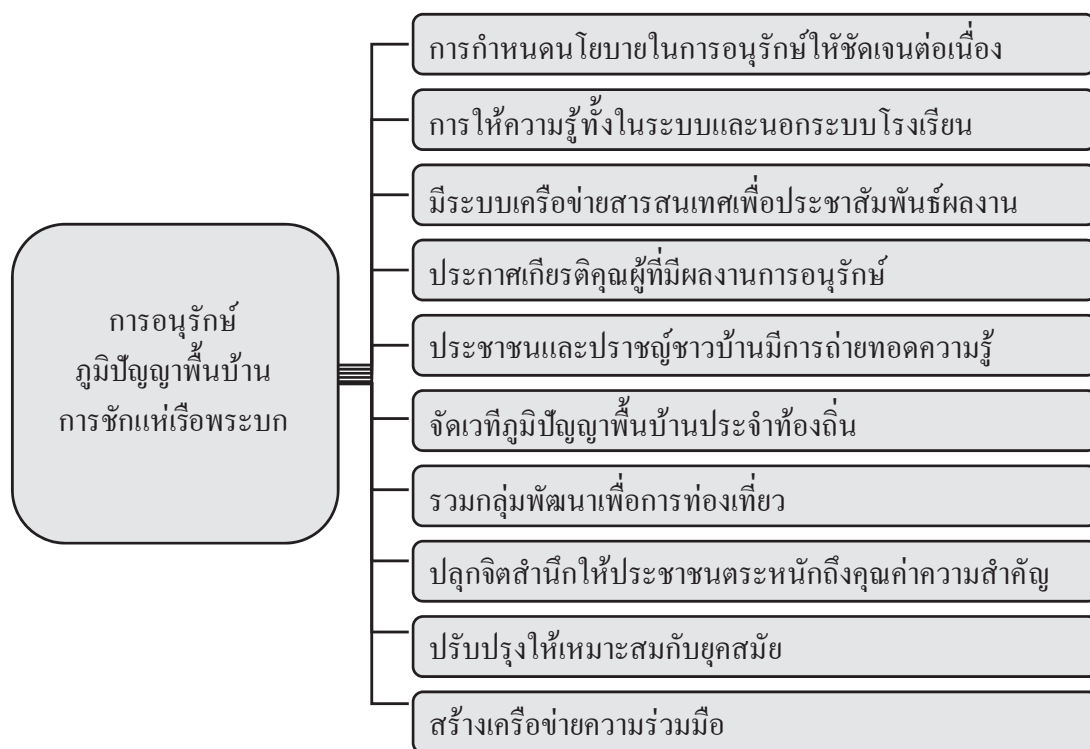 การอนุรักษ์
ภูมิปัญญาพื้นบ้าน
การชักแห่เรือพระบก
การกำหนดนโยบายในการอนุรักษ์ให้ชัดเจนต่อเนื่อง
การให้ความรู้ทั้งในระบบและนอกระบบโรงเรียน
มีระบบเครือข่ายสารสนเทศเพื่อประชาสัมพันธ์ผลงาน
ประกาศเกียรติคุณผู้ที่มีผลงานการอนุรักษ์
ประชาชนและปราชญ์ชาวบ้านมีการถ่ายทอดความรู้
จัดเวทีภูมิปัญญาพื้นบ้านประจำท้องถิ่น
รวมกลุ่มพัฒนาเพื่อการท่องเที่ยว
ปลุกจิตสำนึกให้ประชาชนตระหนักถึงคุณค่าความสำคัญ
ปรับปรุงให้เหมาะสมกับยุคสมัย
สร้างเครือข่ายความร่วมมือ